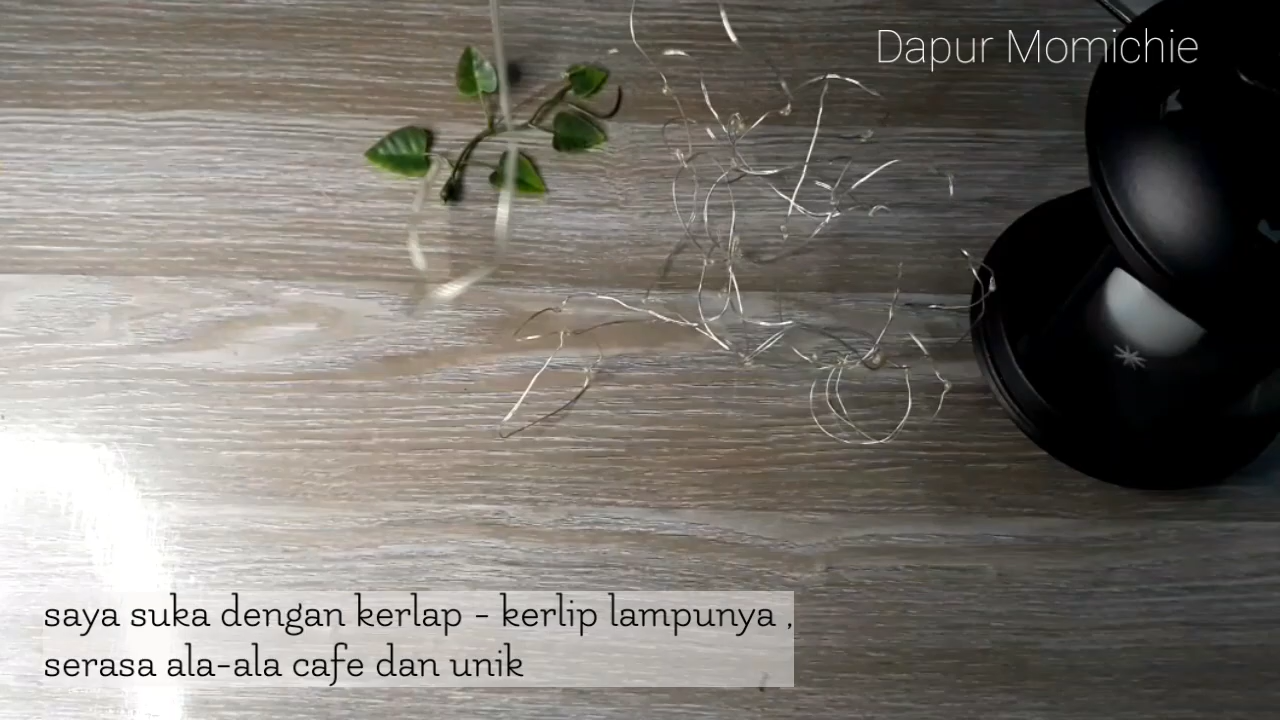 Dapur Momichie
saya suka dengan kerlap - kerlip lampunya ,
serasa ala-ala cafe dan unik